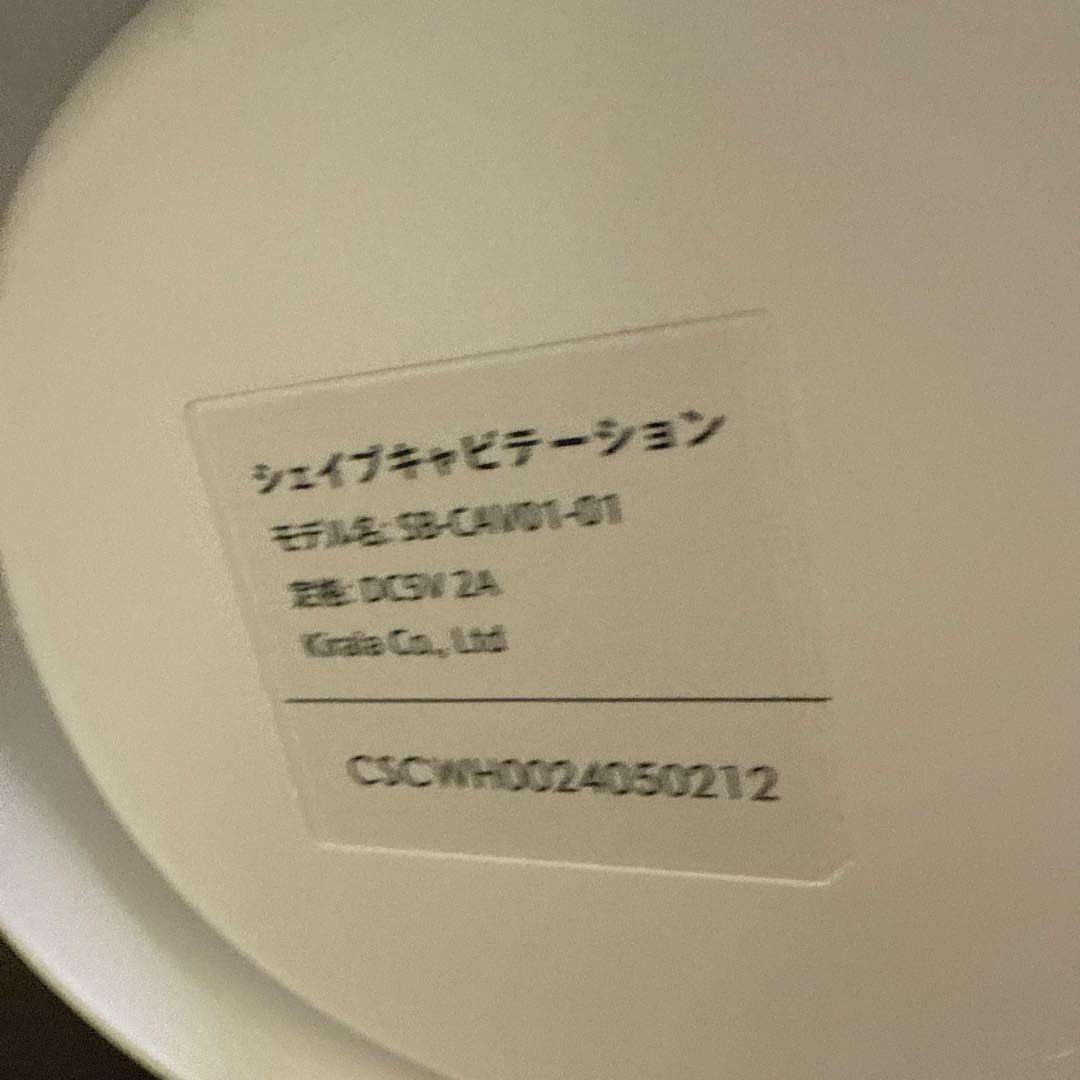 シェイプキャビテーション
モデル名: SB-CAV01-01
定格: DC5V 2A
Kirala Co., Ltd
CSCWH0024050212